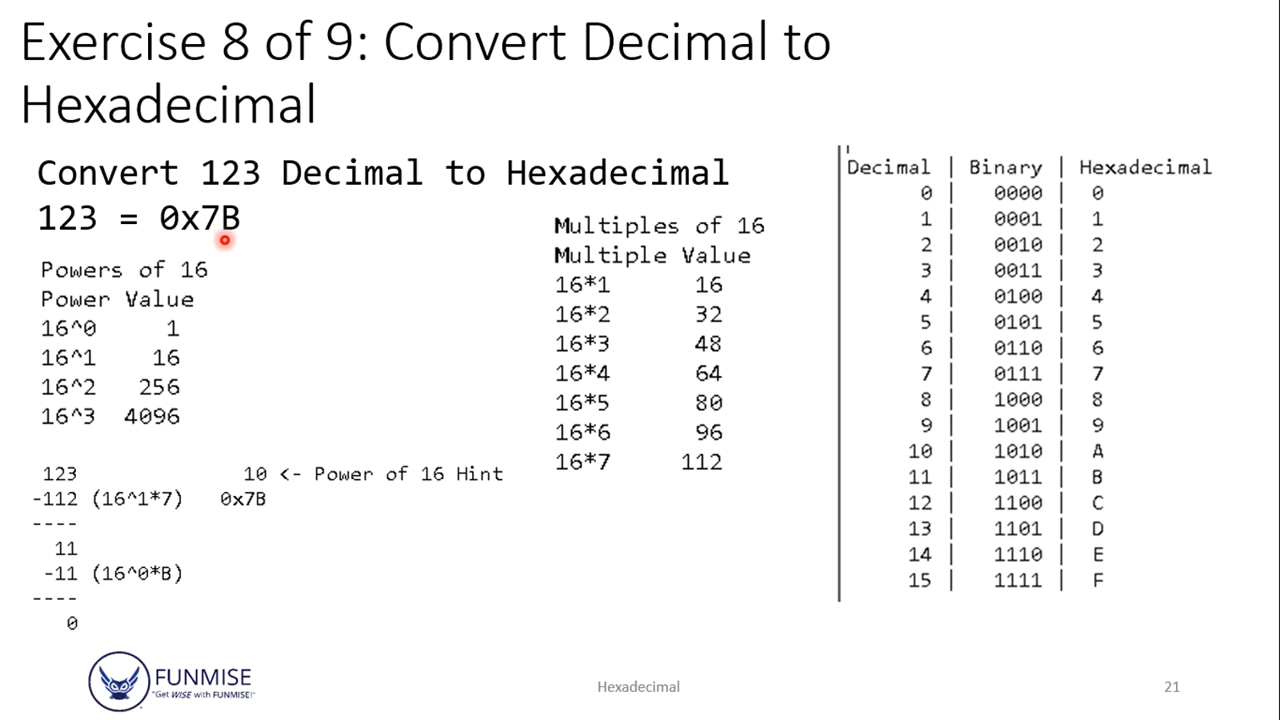 Exercise 8 of 9: Convert Decimal to
Hexadecimal
Convert 123 Decimal to Hexadecimal
123 = 0x7B
Powers of 16
Power Value
16^0 1
16^1 16
16^2 256
16^3 4096
123 10 <- Power of 16 Hint
-112 (16^1*7) 0x7B
----
11
-11 (16^0*B)
----
0
Multiples of 16
Multiple Value
16*1 16
16*2 32
16*3 48
16*4 64
16*5 80
16*6 96
16*7 112
Decimal | Binary | Hexadecimal
0 | 0000 | 0
1 | 0001 | 1
2 | 0010 | 2
3 | 0011 | 3
4 | 0100 | 4
5 | 0101 | 5
6 | 0110 | 6
7 | 0111 | 7
8 | 1000 | 8
9 | 1001 | 9
10 | 1010 | A
11 | 1011 | B
12 | 1100 | C
13 | 1101 | D
14 | 1110 | E
15 | 1111 | F
FUNMISE
"Get WISE with FUNMISE!"
Hexadecimal
21